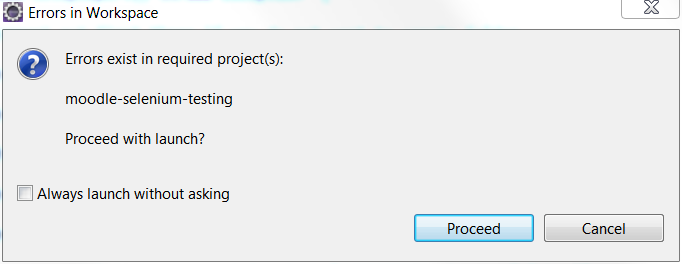 Errors in Workspace
Errors exist in required project(s):
moodle-selenium-testing
Proceed with launch?
Always launch without asking
Proceed Cancel